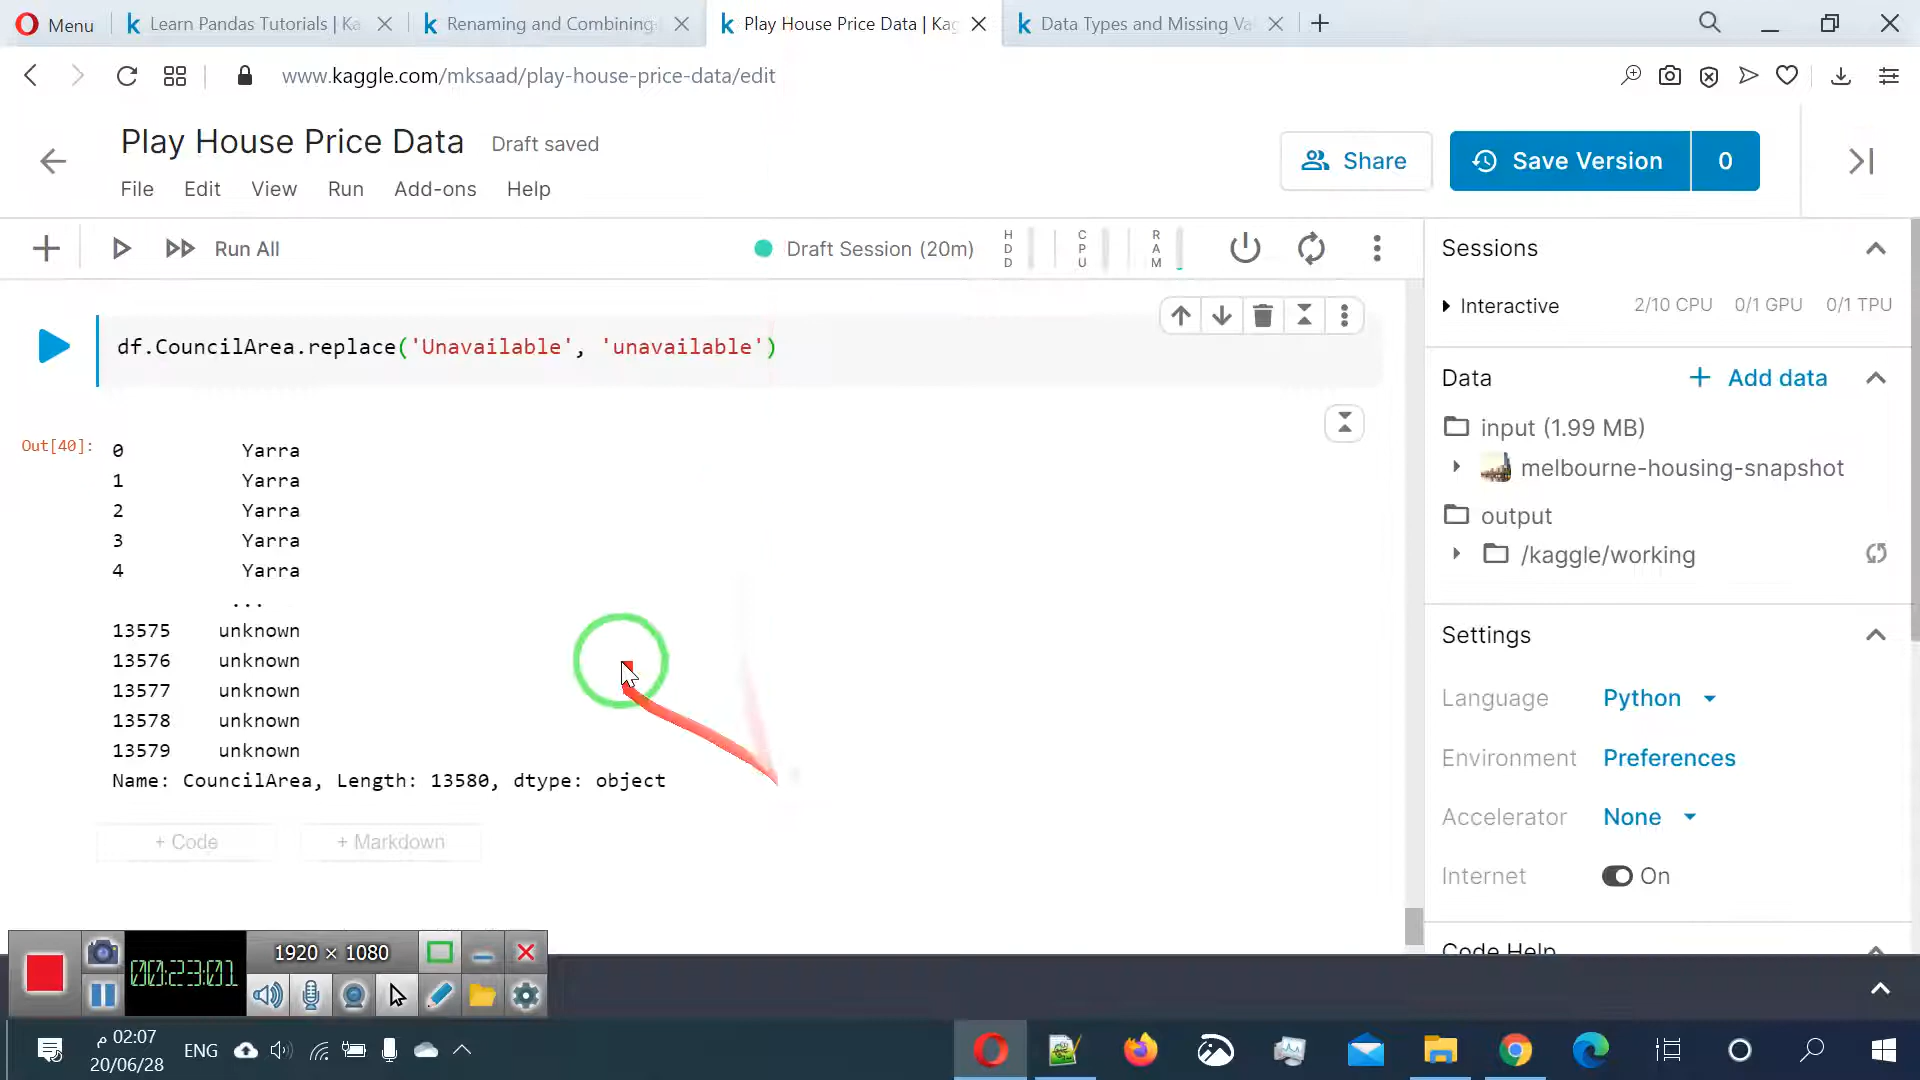 Menu
Learn Pandas Tutorials | Ka
Renaming and Combining
Play House Price Data | Kag
Data Types and Missing Va
www.kaggle.com/mksaad/play-house-price-data/edit
Play House Price Data
Draft saved
File Edit View Run Add-ons Help
Share
Save Version
0
Run All
Draft Session (20m)
HDD
CPU
RAM
df.CouncilArea.replace('Unavailable', 'unavailable')
Out[40]:
0 Yarra
1 Yarra
2 Yarra
3 Yarra
4 Yarra
...
13575 unknown
13576 unknown
13577 unknown
13578 unknown
13579 unknown
Name: CouncilArea, Length: 13580, dtype: object
+ Code
+ Markdown
Sessions
Interactive
2/10 CPU 0/1 GPU 0/1 TPU
Data
+ Add data
input (1.99 MB)
melbourne-housing-snapshot
output
/kaggle/working
Settings
Language Python
Environment Preferences
Accelerator None
Internet On
Code Help
1920 × 1080
00:23:01
02:07 م
20/06/28
ENG